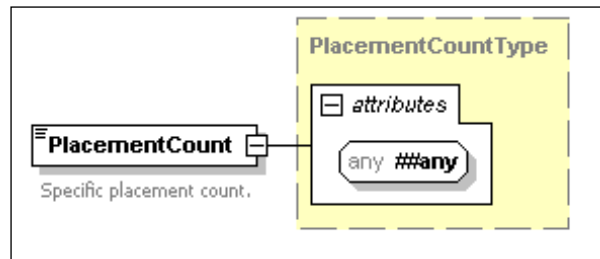 PlacementCountType
attributes
PlacementCount
any ##any
Specific placement count.